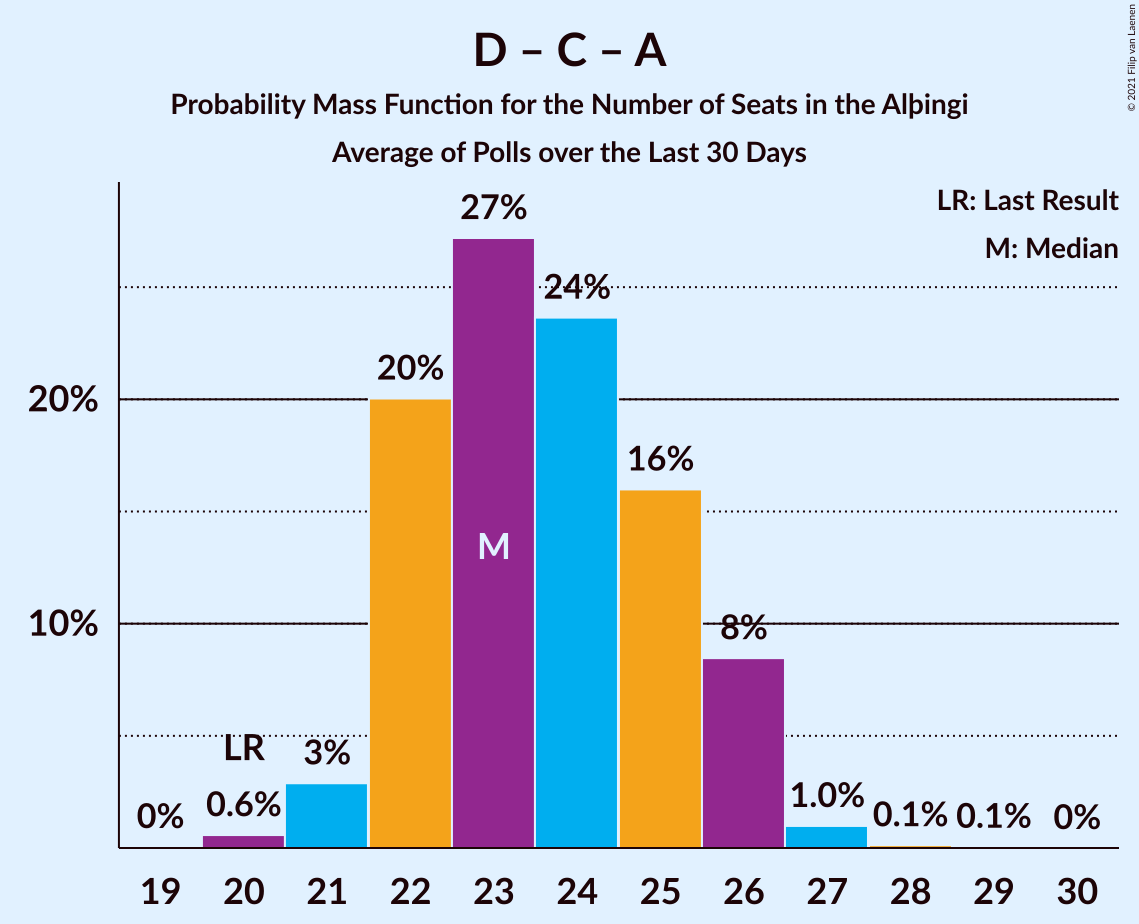 D – C – A
Probability Mass Function for the Number of Seats in the Alþingi
Average of Polls over the Last 30 Days
© 2021 Filip van Laenen
LR: Last Result
M: Median
27%
24%
20%
20%
16%
M
10%
8%
LR
3%
0%
0.6%
1.0%
0.1%
0.1%
0%
19 20 21 22 23 24 25 26 27 28 29 30